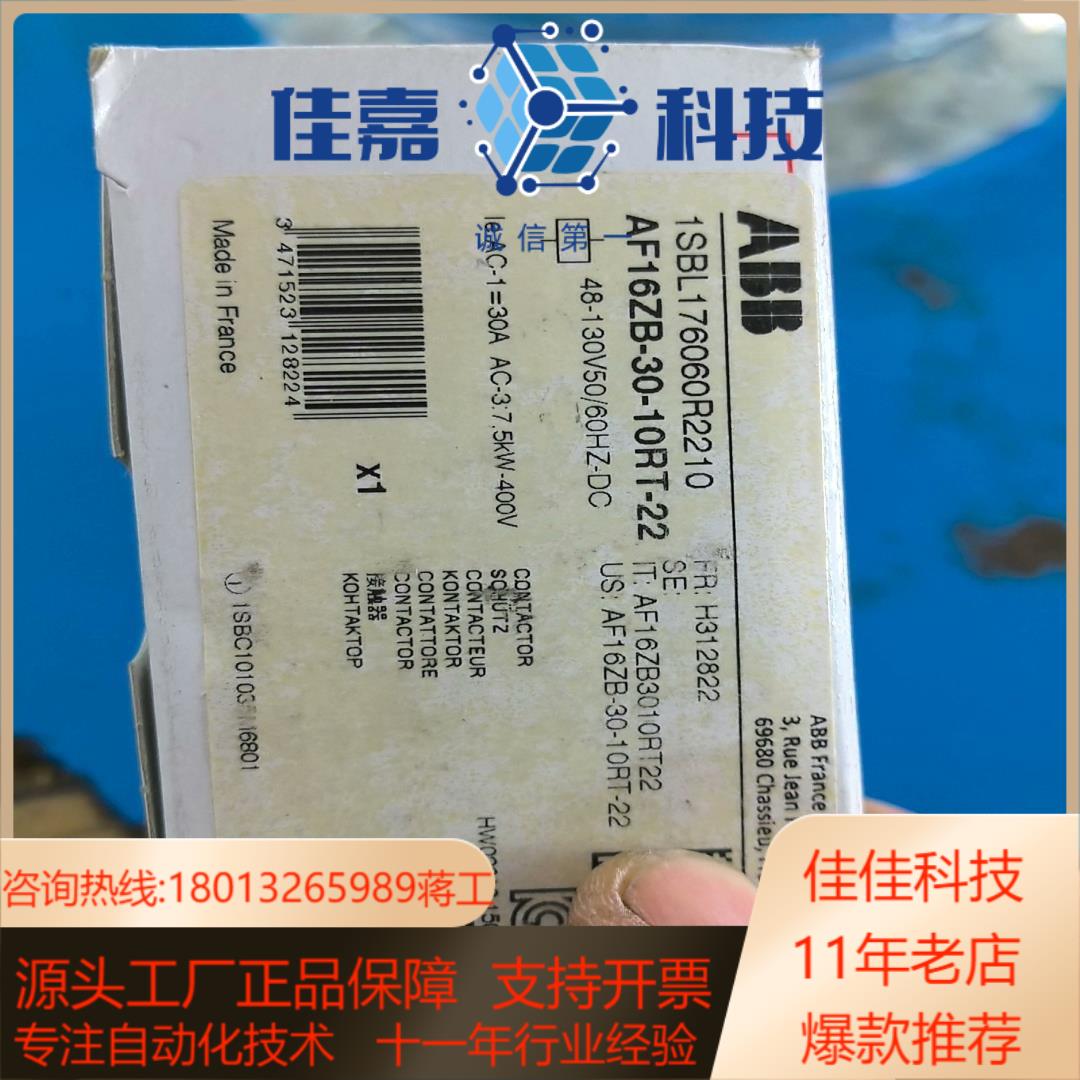 佳嘉 科技
诚信第一
ABB
1SBL176060R2210
AF16ZB-30-10RT-22
48-130V50/60HZ-DC
Ie AC-1=30A AC-3:7.5kW-400V
3 471523 128224
Made in France
x1
FR: H312822
SE:
IT: AF16ZB3010RT22
US: AF16ZB-30-10RT-22
CONTACTOR
SCHÜTZ
CONTACTEUR
KONTAKTOR
CONTATTORE
CONTACTOR
接触器
КОНТАКТОР
ABB France
3, Rue Jean
69680 Chassieu,
咨询热线:18013265989蒋工
源头工厂正品保障 支持开票
专注自动化技术 十一年行业经验
佳佳科技
11年老店
爆款推荐